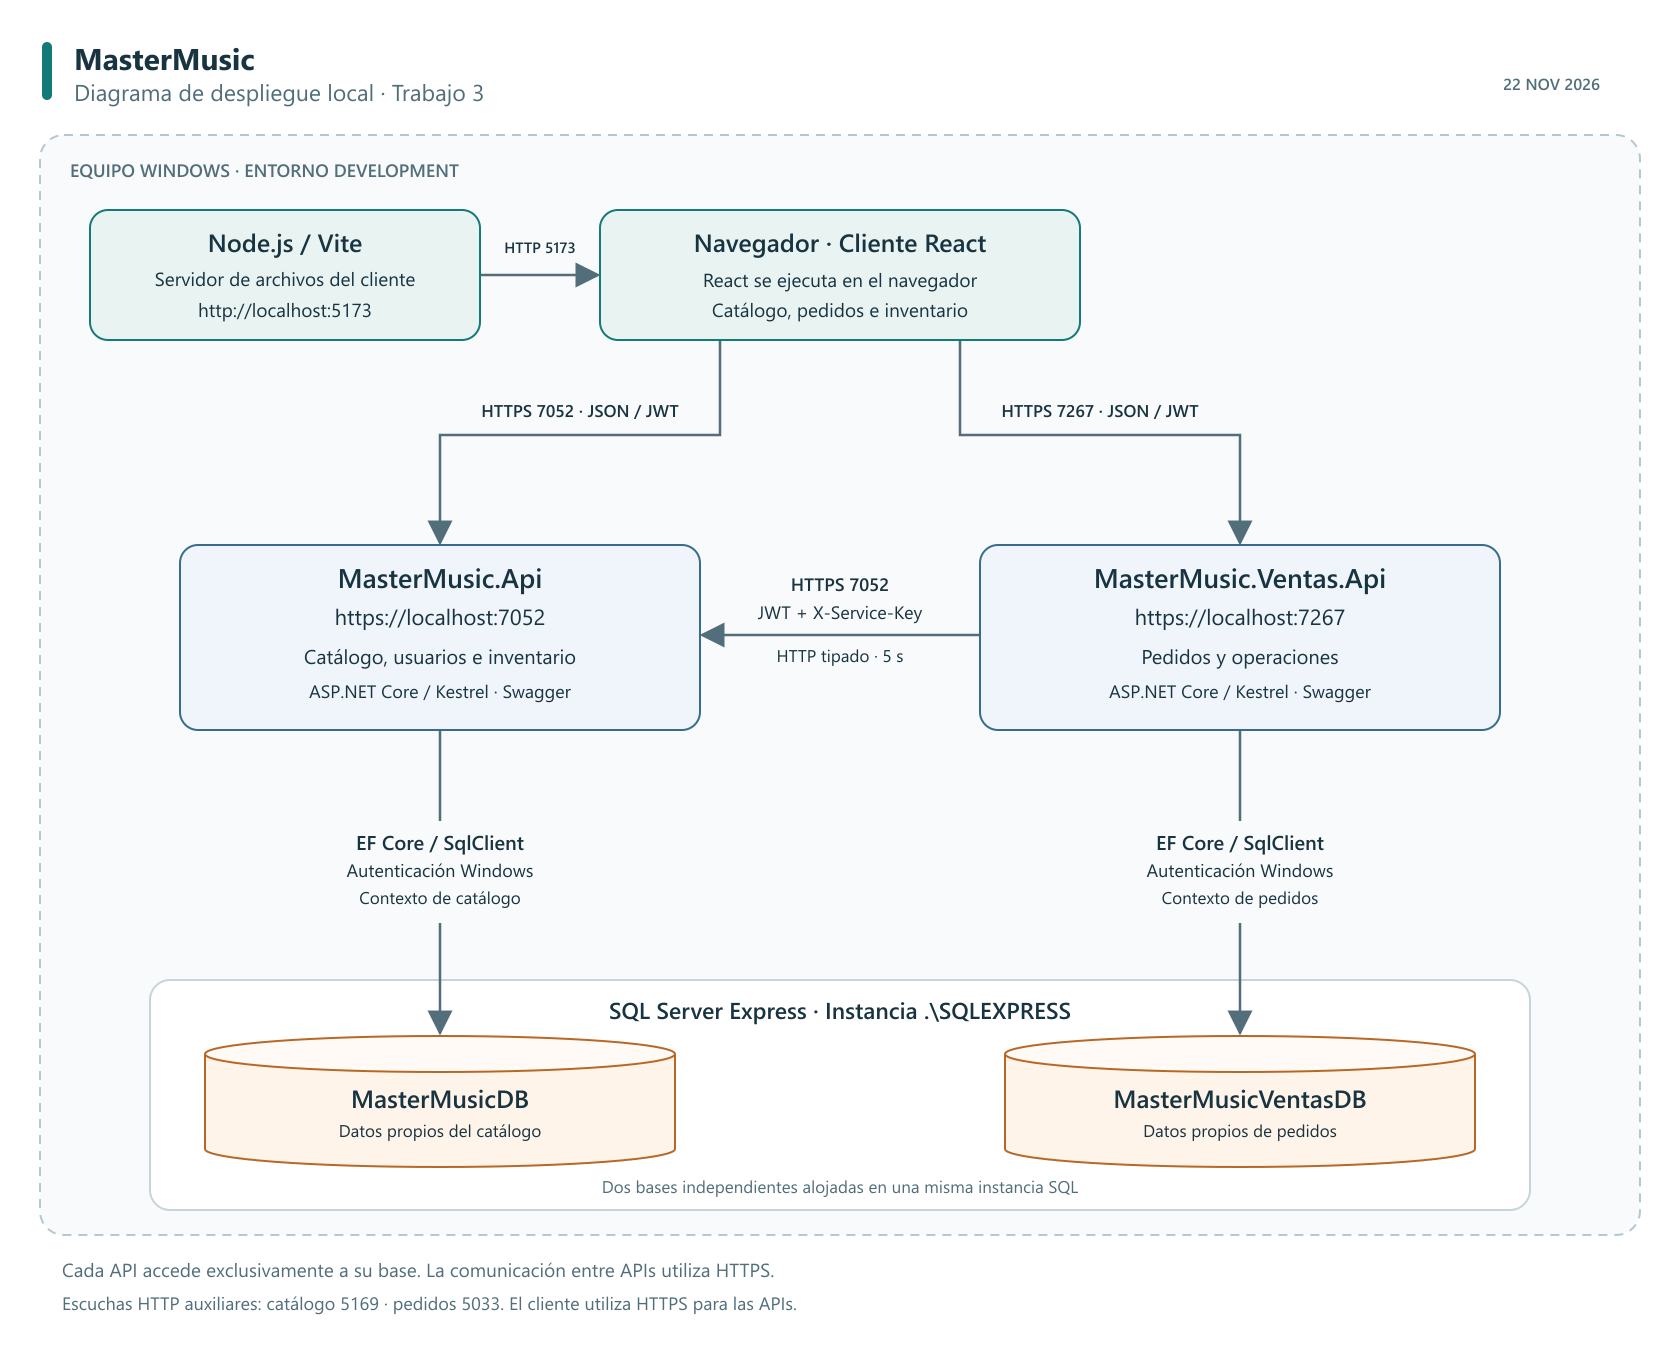 MasterMusic
Diagrama de despliegue local · Trabajo 3
22 NOV 2026
EQUIPO WINDOWS · ENTORNO DEVELOPMENT
Node.js / Vite
Servidor de archivos del cliente
http://localhost:5173
HTTP 5173
Navegador · Cliente React
React se ejecuta en el navegador
Catálogo, pedidos e inventario
HTTPS 7052 · JSON / JWT
HTTPS 7267 · JSON / JWT
MasterMusic.Api
https://localhost:7052
Catálogo, usuarios e inventario
ASP.NET Core / Kestrel · Swagger
HTTPS 7052
JWT + X-Service-Key
HTTP tipado · 5 s
MasterMusic.Ventas.Api
https://localhost:7267
Pedidos y operaciones
ASP.NET Core / Kestrel · Swagger
EF Core / SqlClient
Autenticación Windows
Contexto de catálogo
EF Core / SqlClient
Autenticación Windows
Contexto de pedidos
SQL Server Express · Instancia .\SQLEXPRESS
MasterMusicDB
Datos propios del catálogo
MasterMusicVentasDB
Datos propios de pedidos
Dos bases independientes alojadas en una misma instancia SQL
Cada API accede exclusivamente a su base. La comunicación entre APIs utiliza HTTPS.
Escuchas HTTP auxiliares: catálogo 5169 · pedidos 5033. El cliente utiliza HTTPS para las APIs.